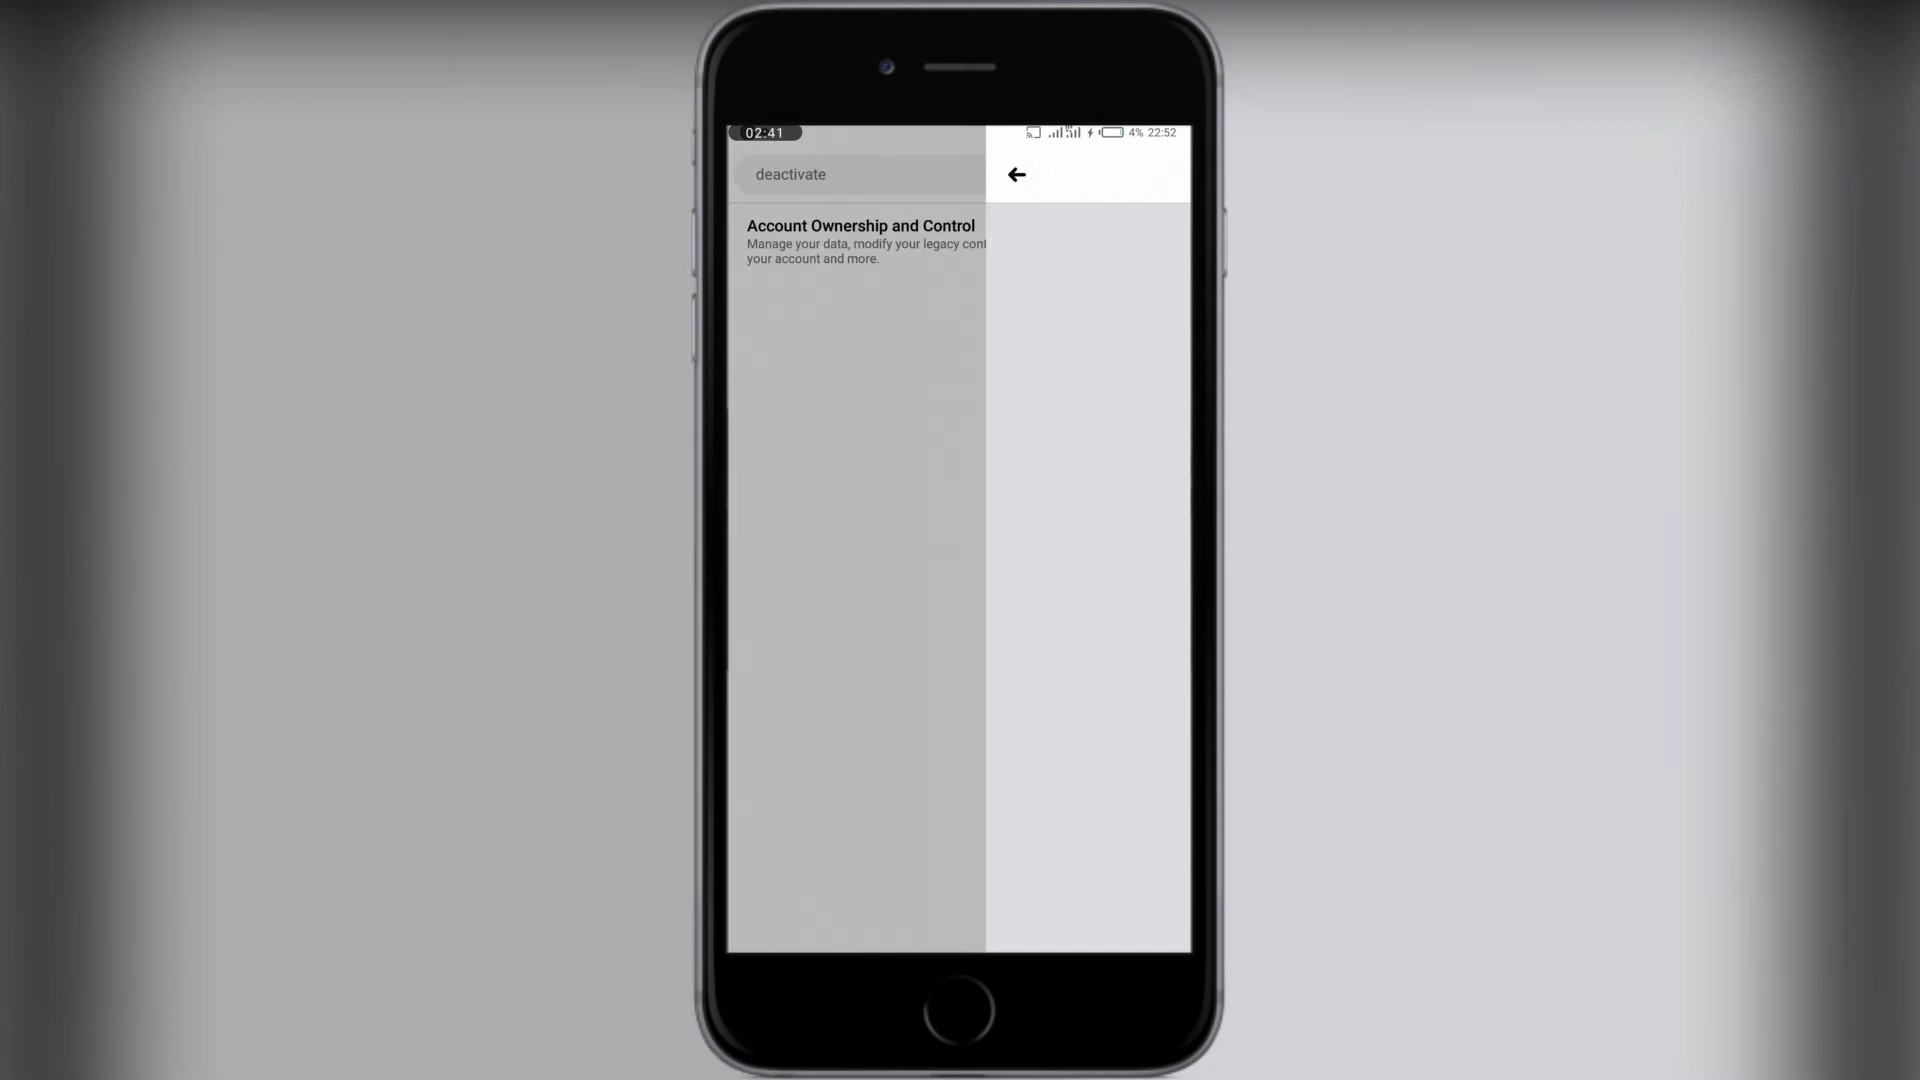 02:41
4% 22:52
deactivate
Account Ownership and Control
Manage your data, modify your legacy
your account and more.